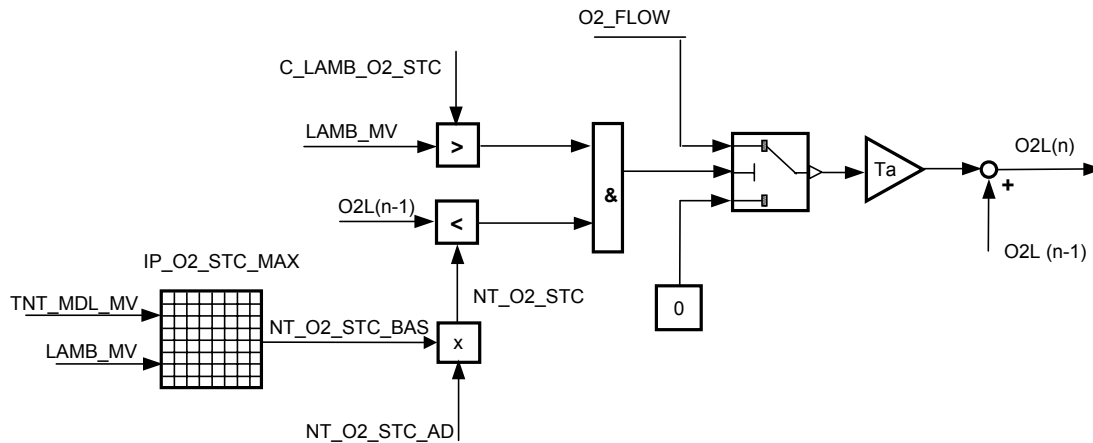 O2_FLOW
C_LAMB_O2_STC
LAMB_MV
>
O2L(n-1)
<
&
Ta
O2L(n)
+
O2L (n-1)
IP_O2_STC_MAX
TNT_MDL_MV
LAMB_MV
NT_O2_STC_BAS
NT_O2_STC
x
0
NT_O2_STC_AD